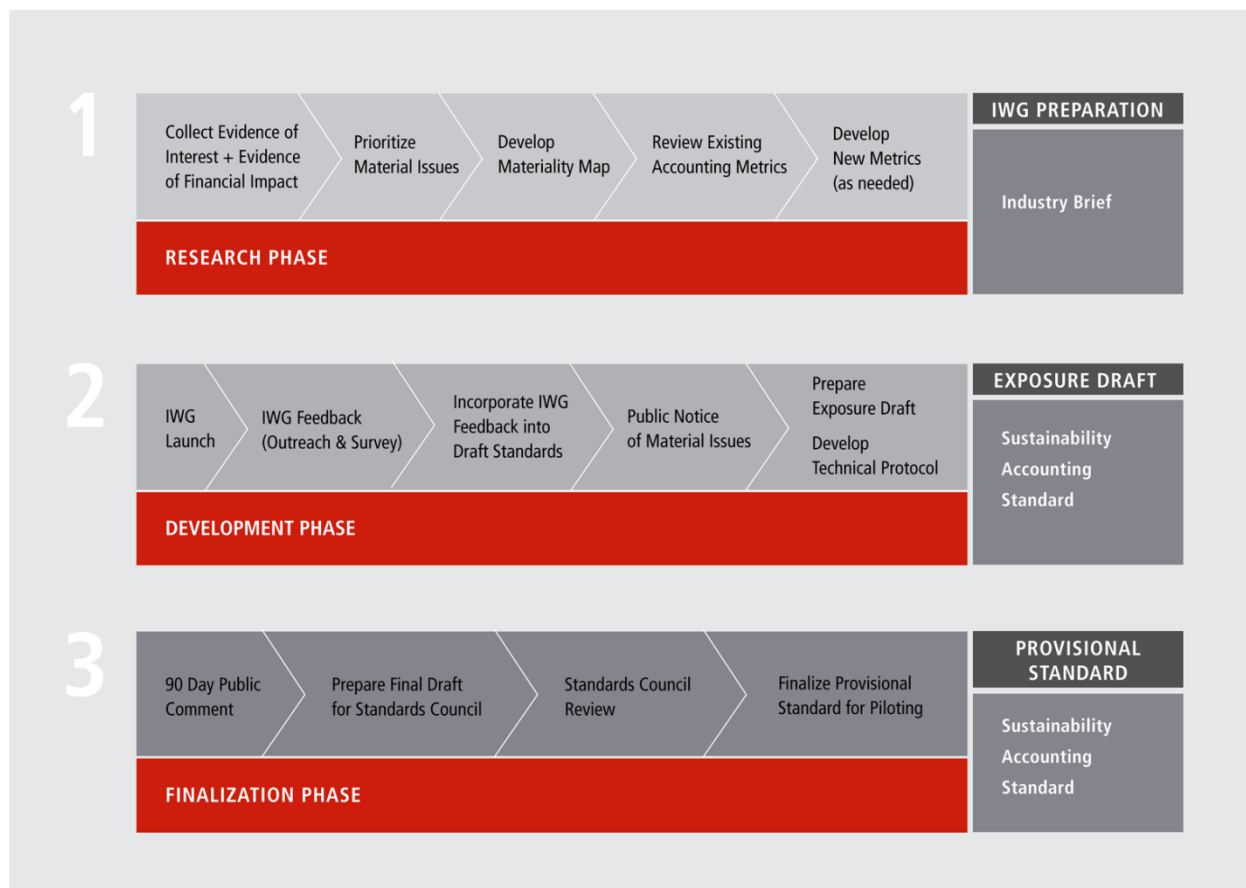 1
Collect Evidence of
Interest + Evidence
of Financial Impact
Prioritize
Material Issues
Develop
Materiality Map
Review Existing
Accounting Metrics
Develop
New Metrics
(as needed)
RESEARCH PHASE
IWG PREPARATION
Industry Brief
2
IWG
Launch
IWG Feedback
(Outreach & Survey)
Incorporate IWG
Feedback into
Draft Standards
Public Notice
of Material Issues
Prepare
Exposure Draft
Develop
Technical Protocol
DEVELOPMENT PHASE
EXPOSURE DRAFT
Sustainability
Accounting
Standard
3
90 Day Public
Comment
Prepare Final Draft
for Standards Council
Standards Council
Review
Finalize Provisional
Standard for Piloting
FINALIZATION PHASE
PROVISIONAL
STANDARD
Sustainability
Accounting
Standard